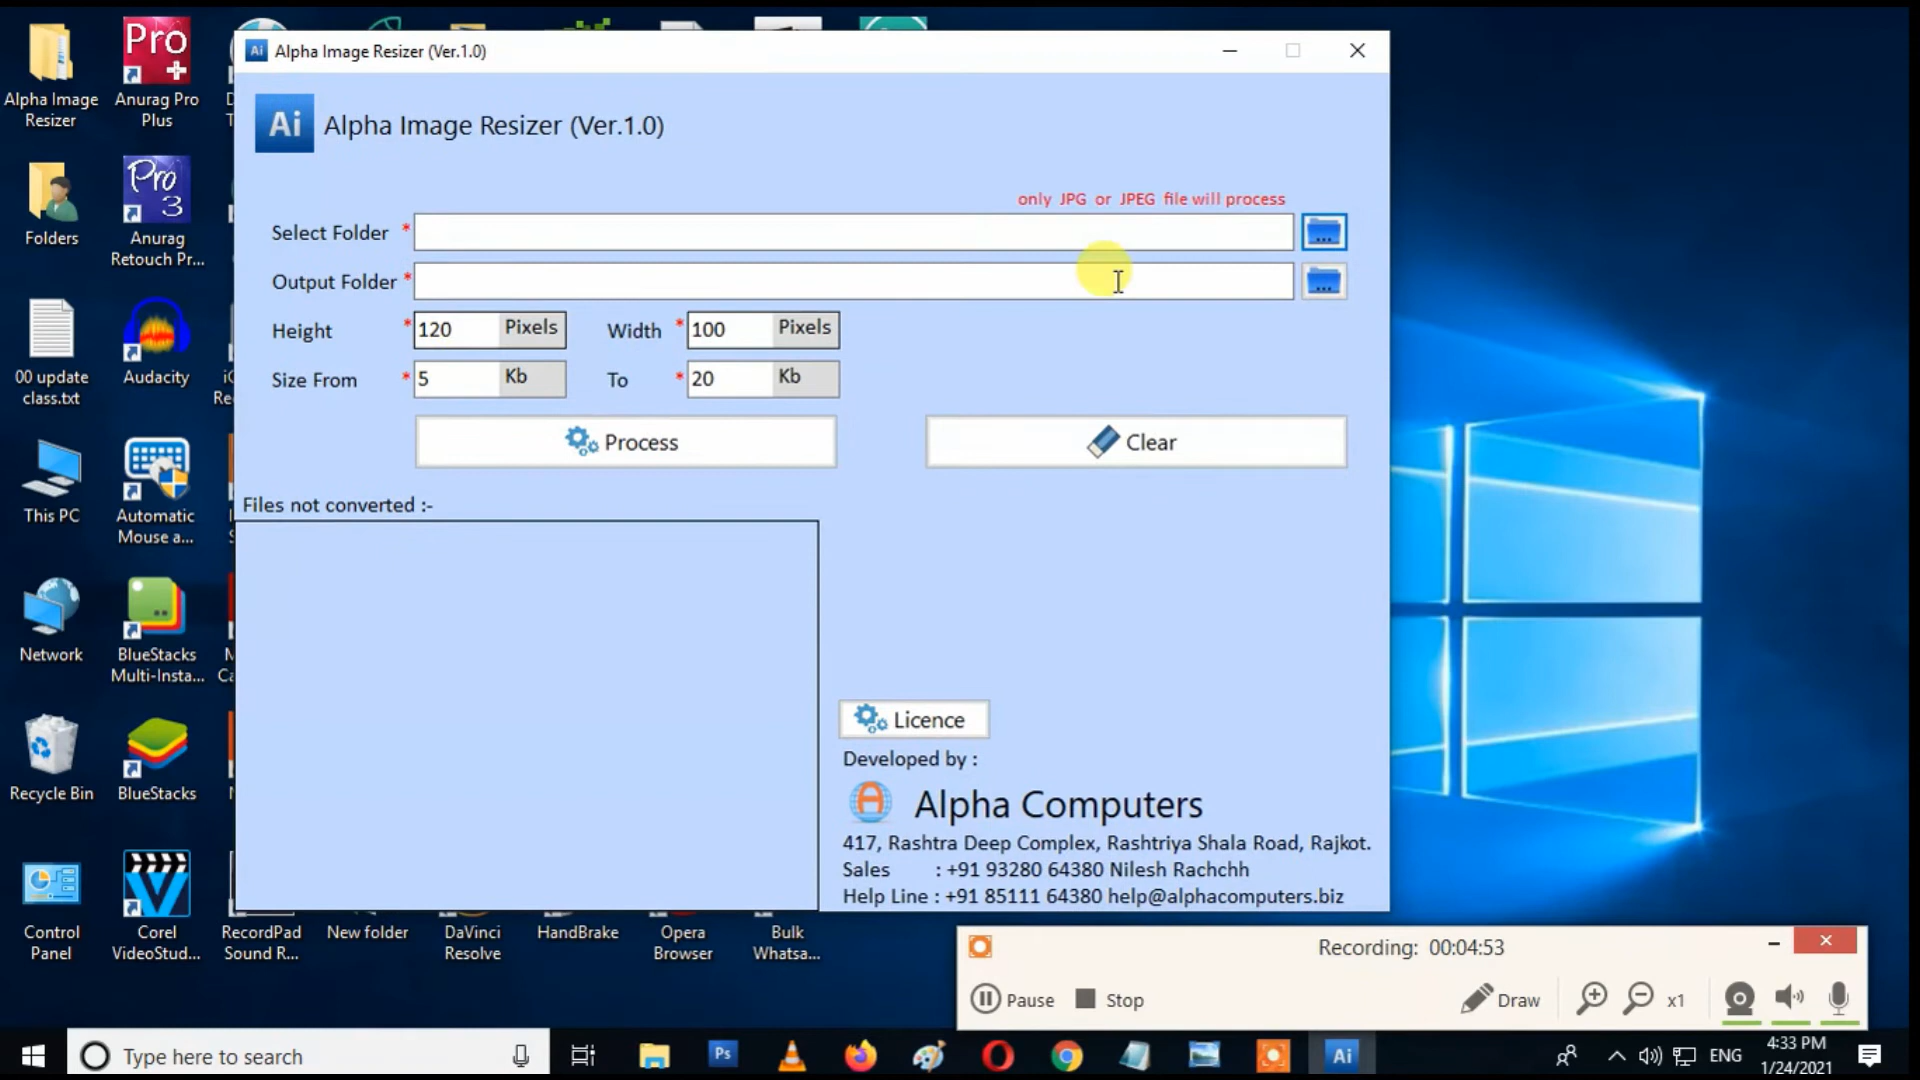 Alpha Image Resizer (Ver.1.0)
Ai Alpha Image Resizer (Ver.1.0)
only JPG or JPEG file will process
Select Folder *
Output Folder *
Height * 120 Pixels Width * 100 Pixels
Size From * 5 Kb To * 20 Kb
Process Clear
Files not converted :-
Licence
Developed by :
Alpha Computers
417, Rashtra Deep Complex, Rashtriya Shala Road, Rajkot.
Sales : +91 93280 64380 Nilesh Rachchh
Help Line : +91 85111 64380 help@alphacomputers.biz
Alpha Image
Resizer
Pro
Anurag Pro
Plus
Folders
Pro
3
Anurag
Retouch Pr...
00 update
class.txt
Audacity
This PC
Automatic
Mouse a...
Network
BlueStacks
Multi-Insta...
Recycle Bin
BlueStacks
Control
Panel
Corel
VideoStud...
RecordPad
Sound R...
New folder
DaVinci
Resolve
HandBrake
Opera
Browser
Bulk
Whatsa...
Recording: 00:04:53
Pause Stop Draw x1
Type here to search
Ps
Ai
ENG
4:33 PM
1/24/2021